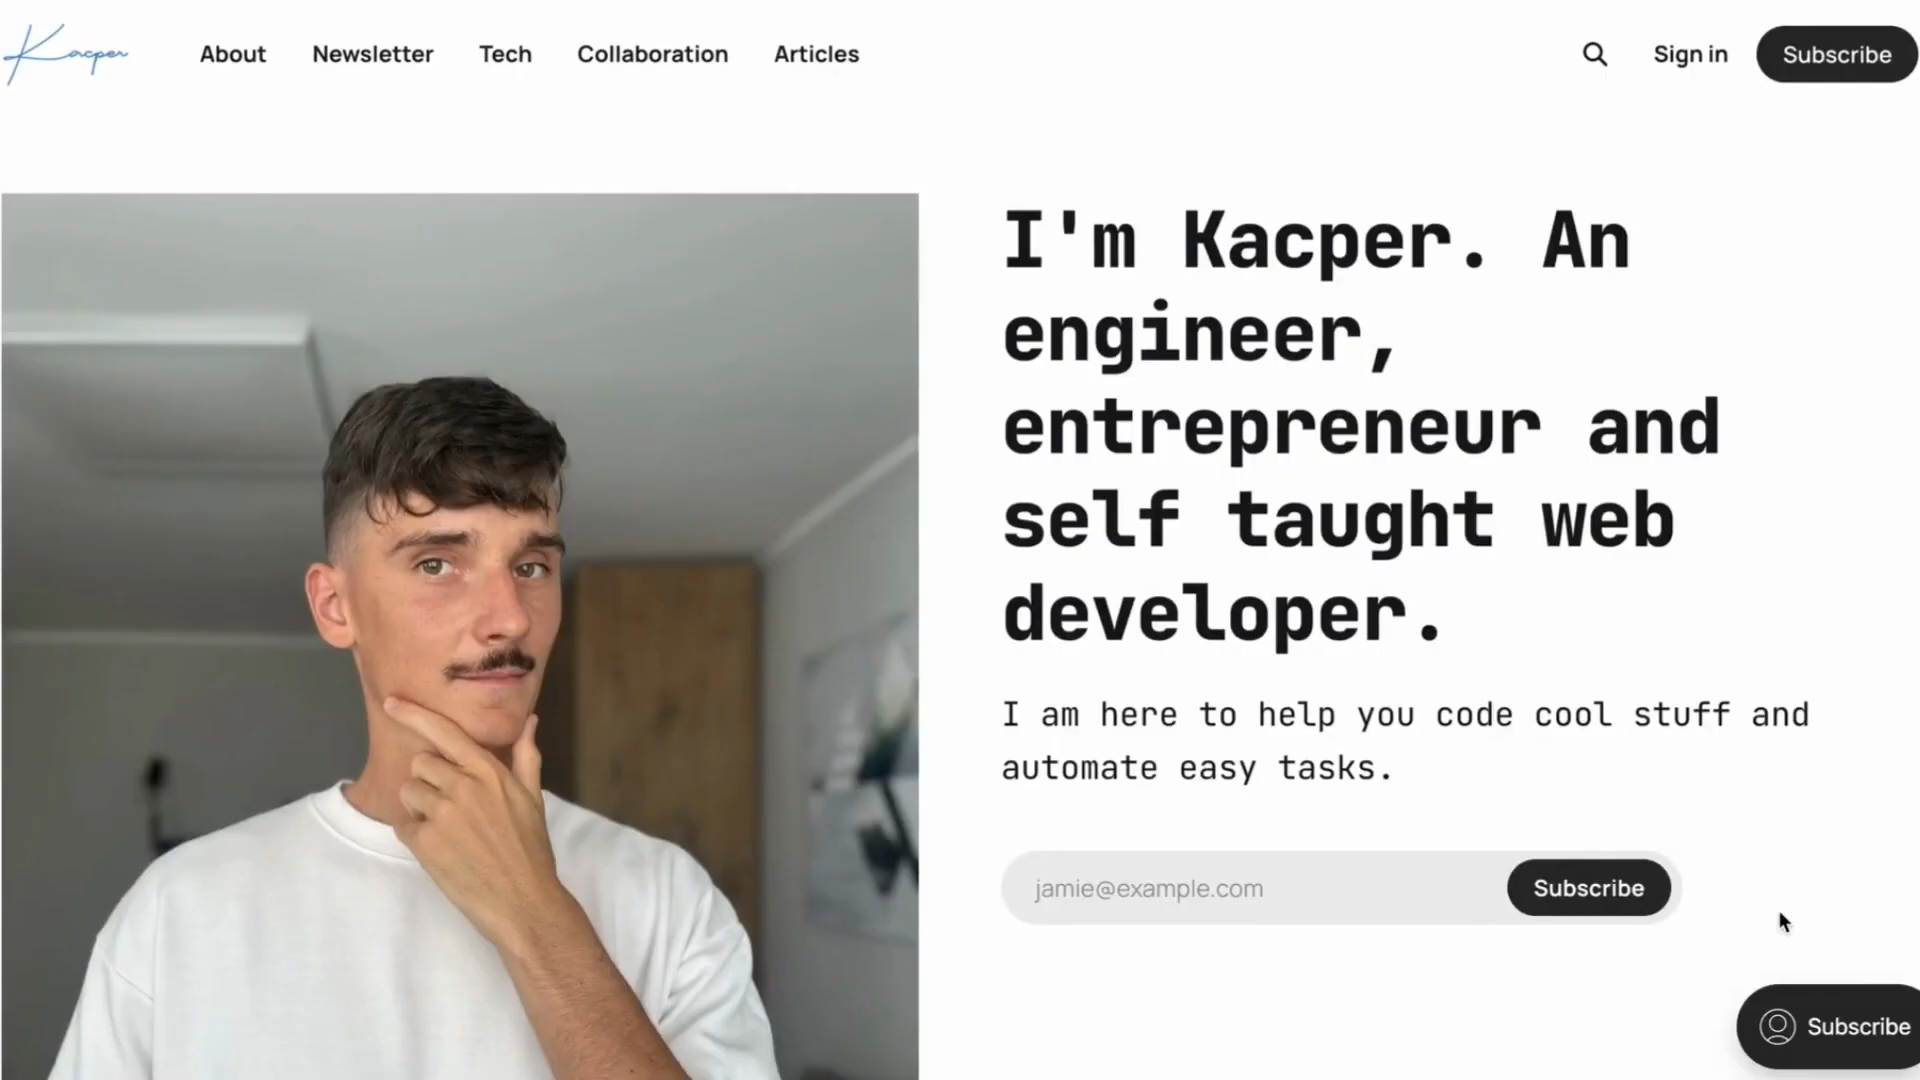 Kacper
About
Newsletter
Tech
Collaboration
Articles
Sign in
Subscribe
I'm Kacper. An
engineer,
entrepreneur and
self taught web
developer.
I am here to help you code cool stuff and
automate easy tasks.
jamie@example.com
Subscribe
Subscribe